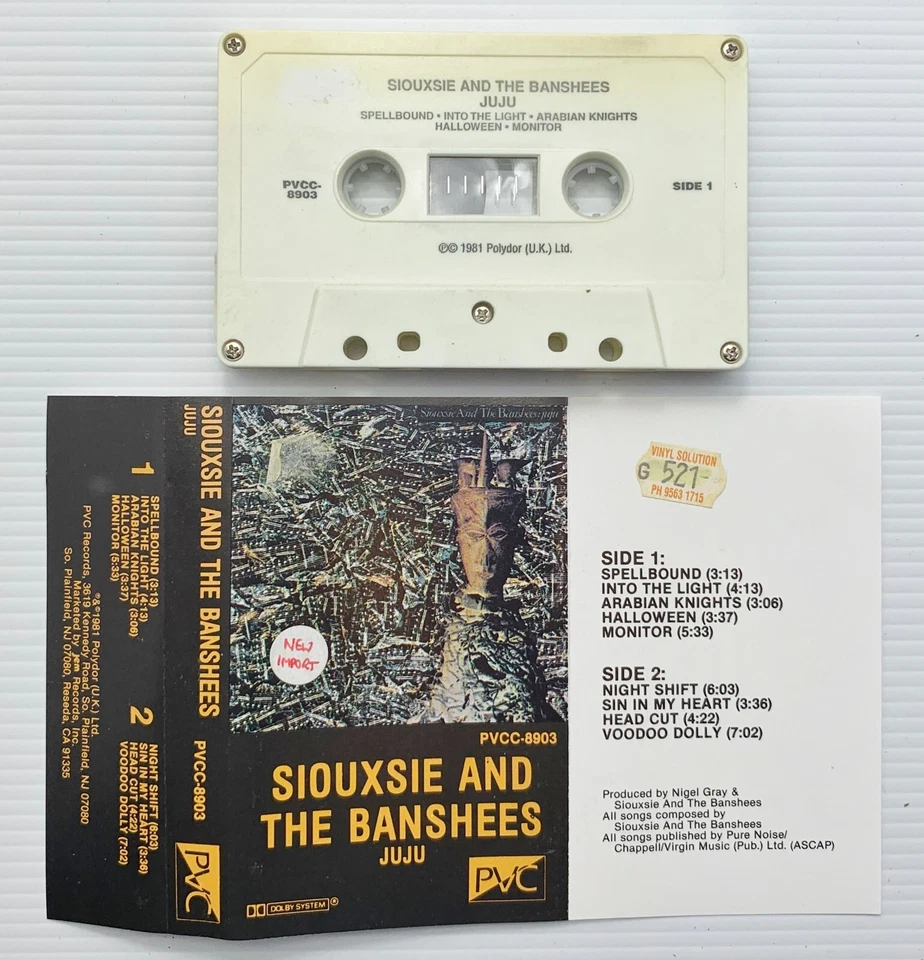 SIOUXSIE AND THE BANSHEES
JUJU
SPELLBOUND • INTO THE LIGHT • ARABIAN KNIGHTS
HALLOWEEN • MONITOR
PVCC-
8903
SIDE 1
℗© 1981 Polydor (U.K.) Ltd.
1
SPELLBOUND (3:13)
INTO THE LIGHT (4:13)
ARABIAN KNIGHTS (3:06)
HALLOWEEN (3:37)
MONITOR (5:33)
2
NIGHT SHIFT (6:03)
SIN IN MY HEART (3:36)
HEAD CUT (4:22)
VOODOO DOLLY (7:02)
℗&©1981 Polydor (U.K.) Ltd.
PVC Records, 3619 Kennedy Road, So. Plainfield, NJ 07080
Marketed by jem Records, Inc.
So. Plainfield, NJ 07080, Reseda, CA 91335
SIOUXSIE AND THE BANSHEES
JUJU
PVCC-8903
PVC
Siouxsie And The Banshees:juju
NEW
IMPORT
PVCC-8903
SIOUXSIE AND
THE BANSHEES
JUJU
DOLBY SYSTEM®
PVC
VINYL SOLUTION
G 521-
PH 9563 1715
SIDE 1:
SPELLBOUND (3:13)
INTO THE LIGHT (4:13)
ARABIAN KNIGHTS (3:06)
HALLOWEEN (3:37)
MONITOR (5:33)
SIDE 2:
NIGHT SHIFT (6:03)
SIN IN MY HEART (3:36)
HEAD CUT (4:22)
VOODOO DOLLY (7:02)
Produced by Nigel Gray &
Siouxsie And The Banshees
All songs composed by
Siouxsie And The Banshees
All songs published by Pure Noise/
Chappell/Virgin Music (Pub.) Ltd. (ASCAP)